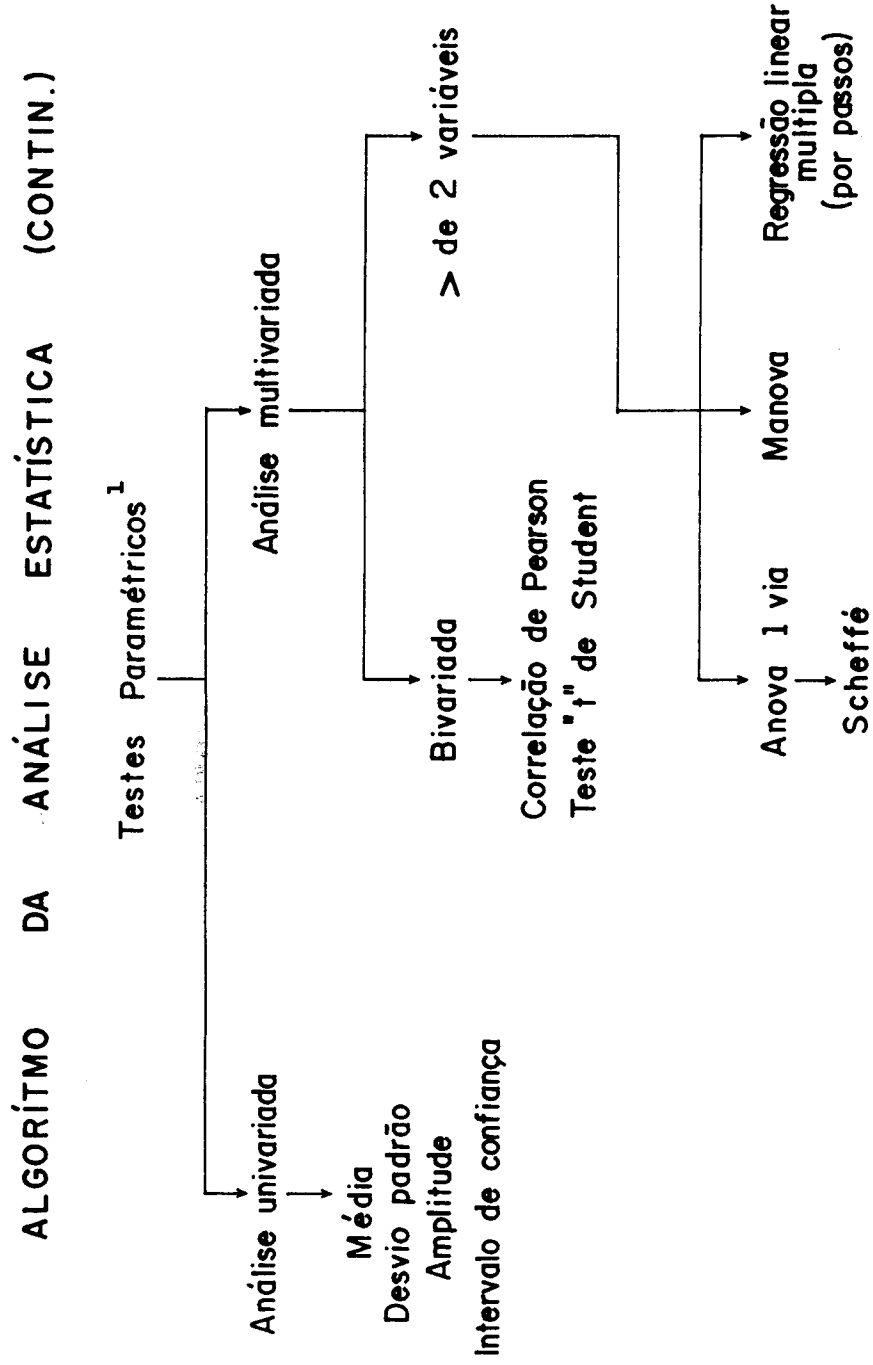 ALGORÍTMO DA ANÁLISE ESTATÍSTICA (CONTIN.)
Testes Paramétricos¹
Análise univariada
Média
Desvio padrão
Amplitude
Intervalo de confiança
Análise multivariada
Bivariada
Correlação de Pearson
Teste "t" de Student
> de 2 variáveis
Anova 1 via
Scheffé
Manova
Regressão linear
multipla
(por passos)